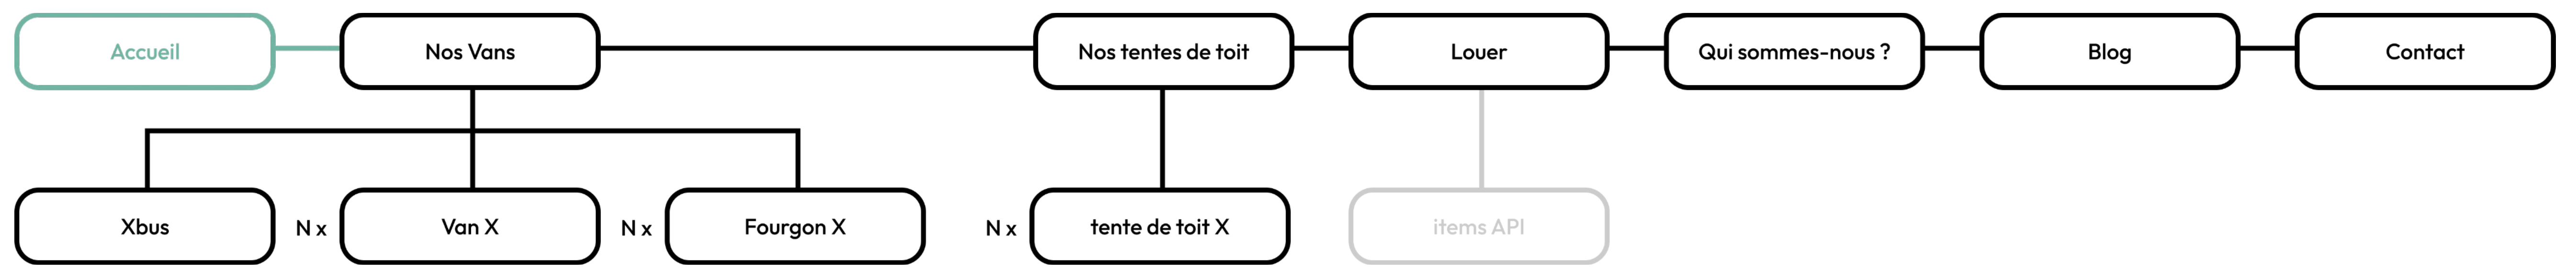 Accueil
Nos Vans
Nos tentes de toit
Louer
Qui sommes-nous ?
Blog
Contact
Xbus
N x
Van X
N x
Fourgon X
N x
tente de toit X
items API